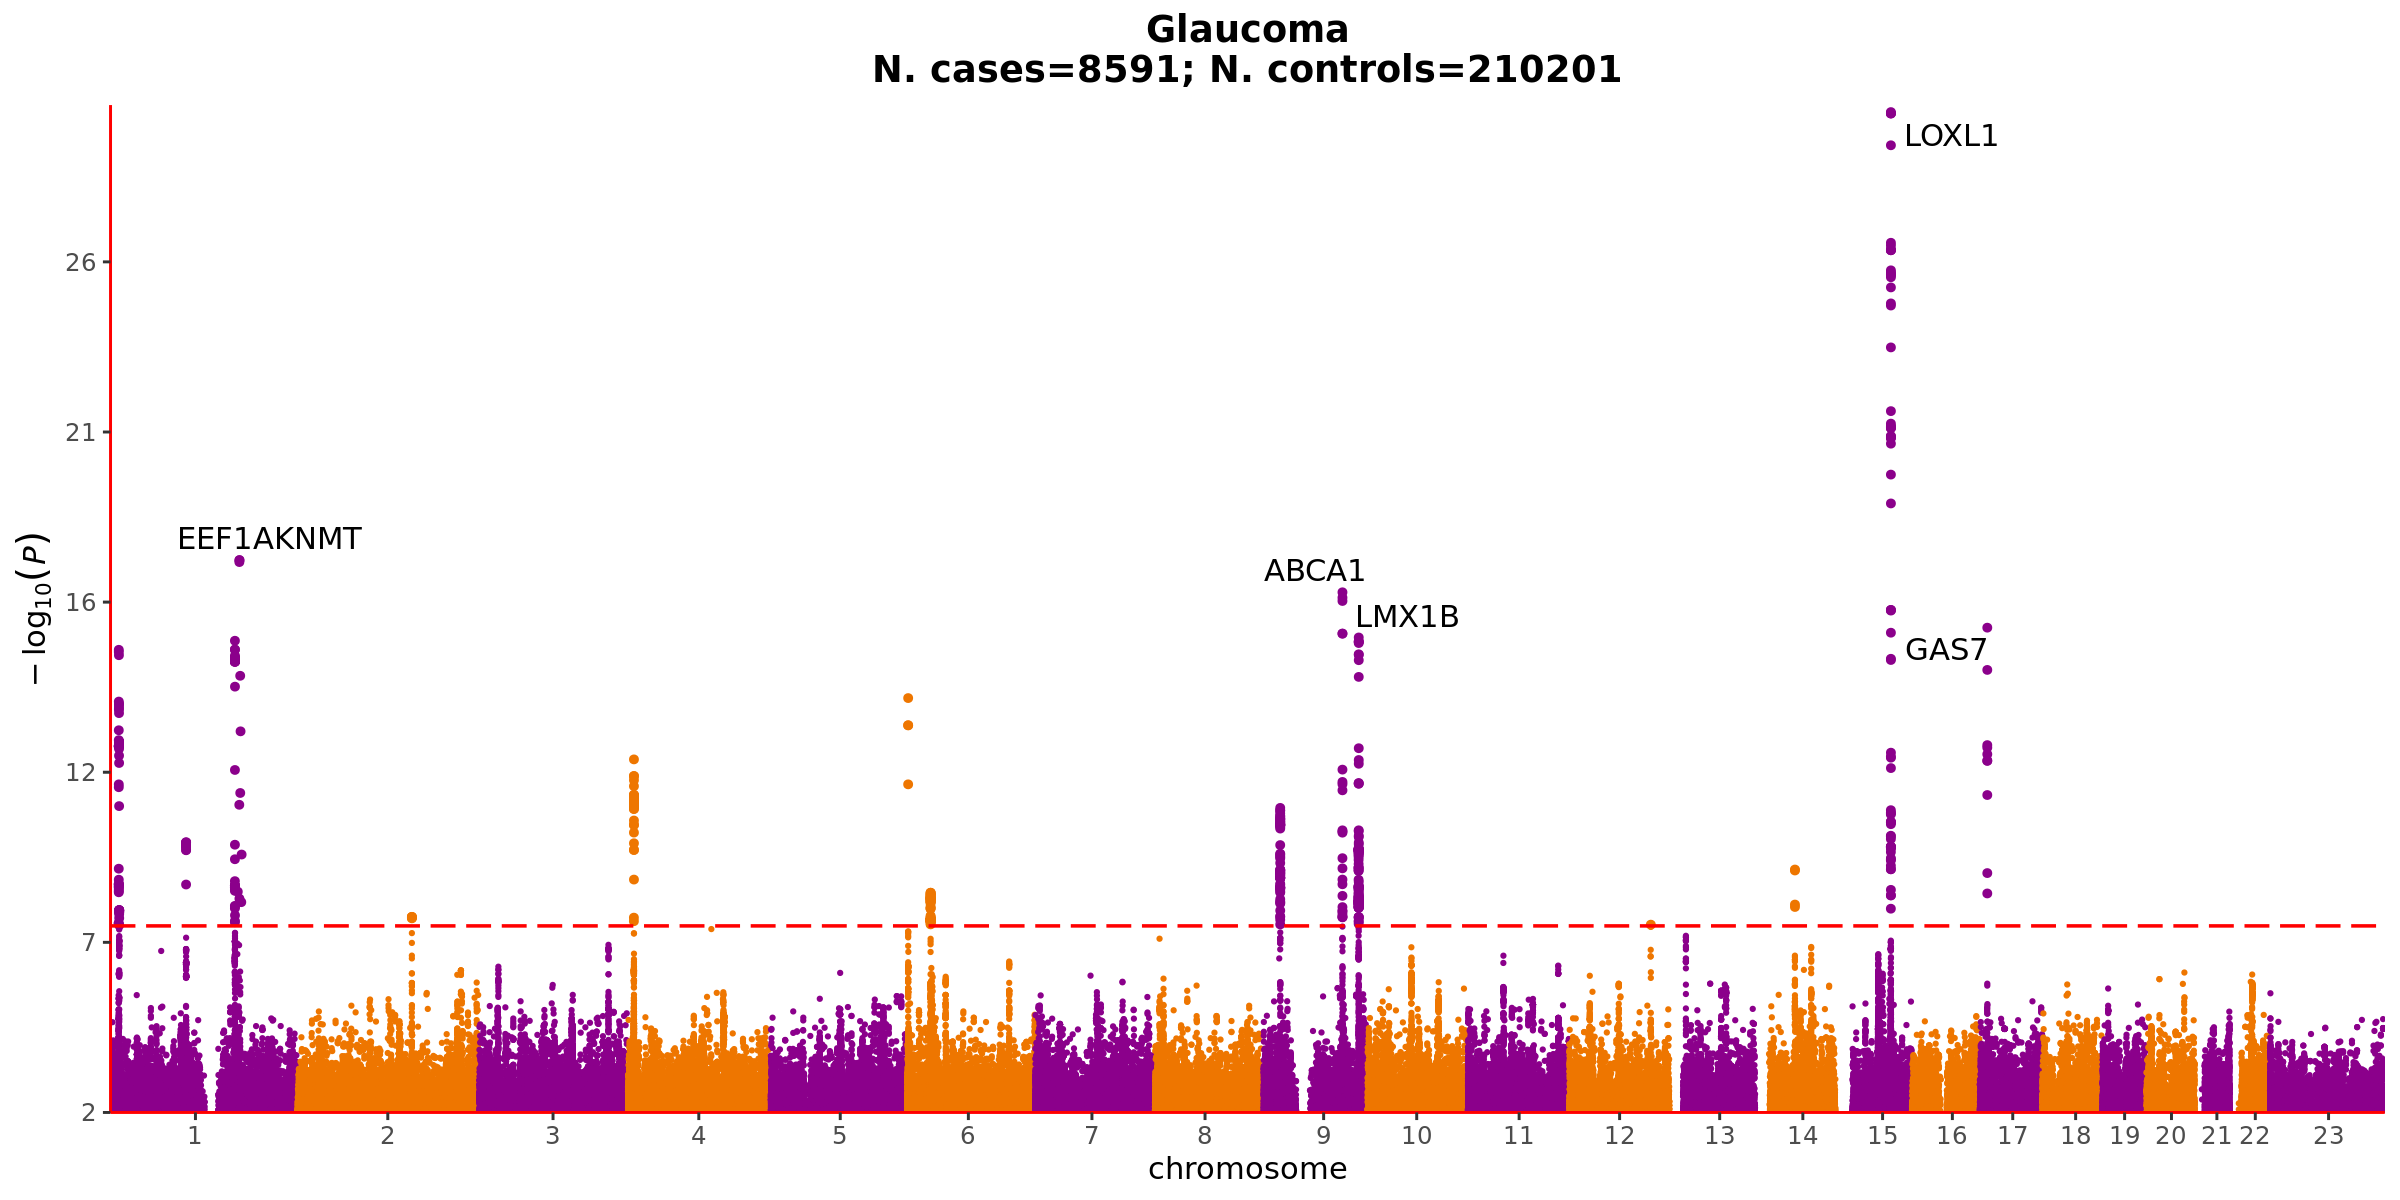 Glaucoma
N. cases=8591; N. controls=210201
LOXL1
26
21
EEF1AKNMT
ABCA1
16
LMX1B
GAS7
−log10(P)
12
7
2
1 2 3 4 5 6 7 8 9 10 11 12 13 14 15 16 17 18 19 20 21 22 23
chromosome